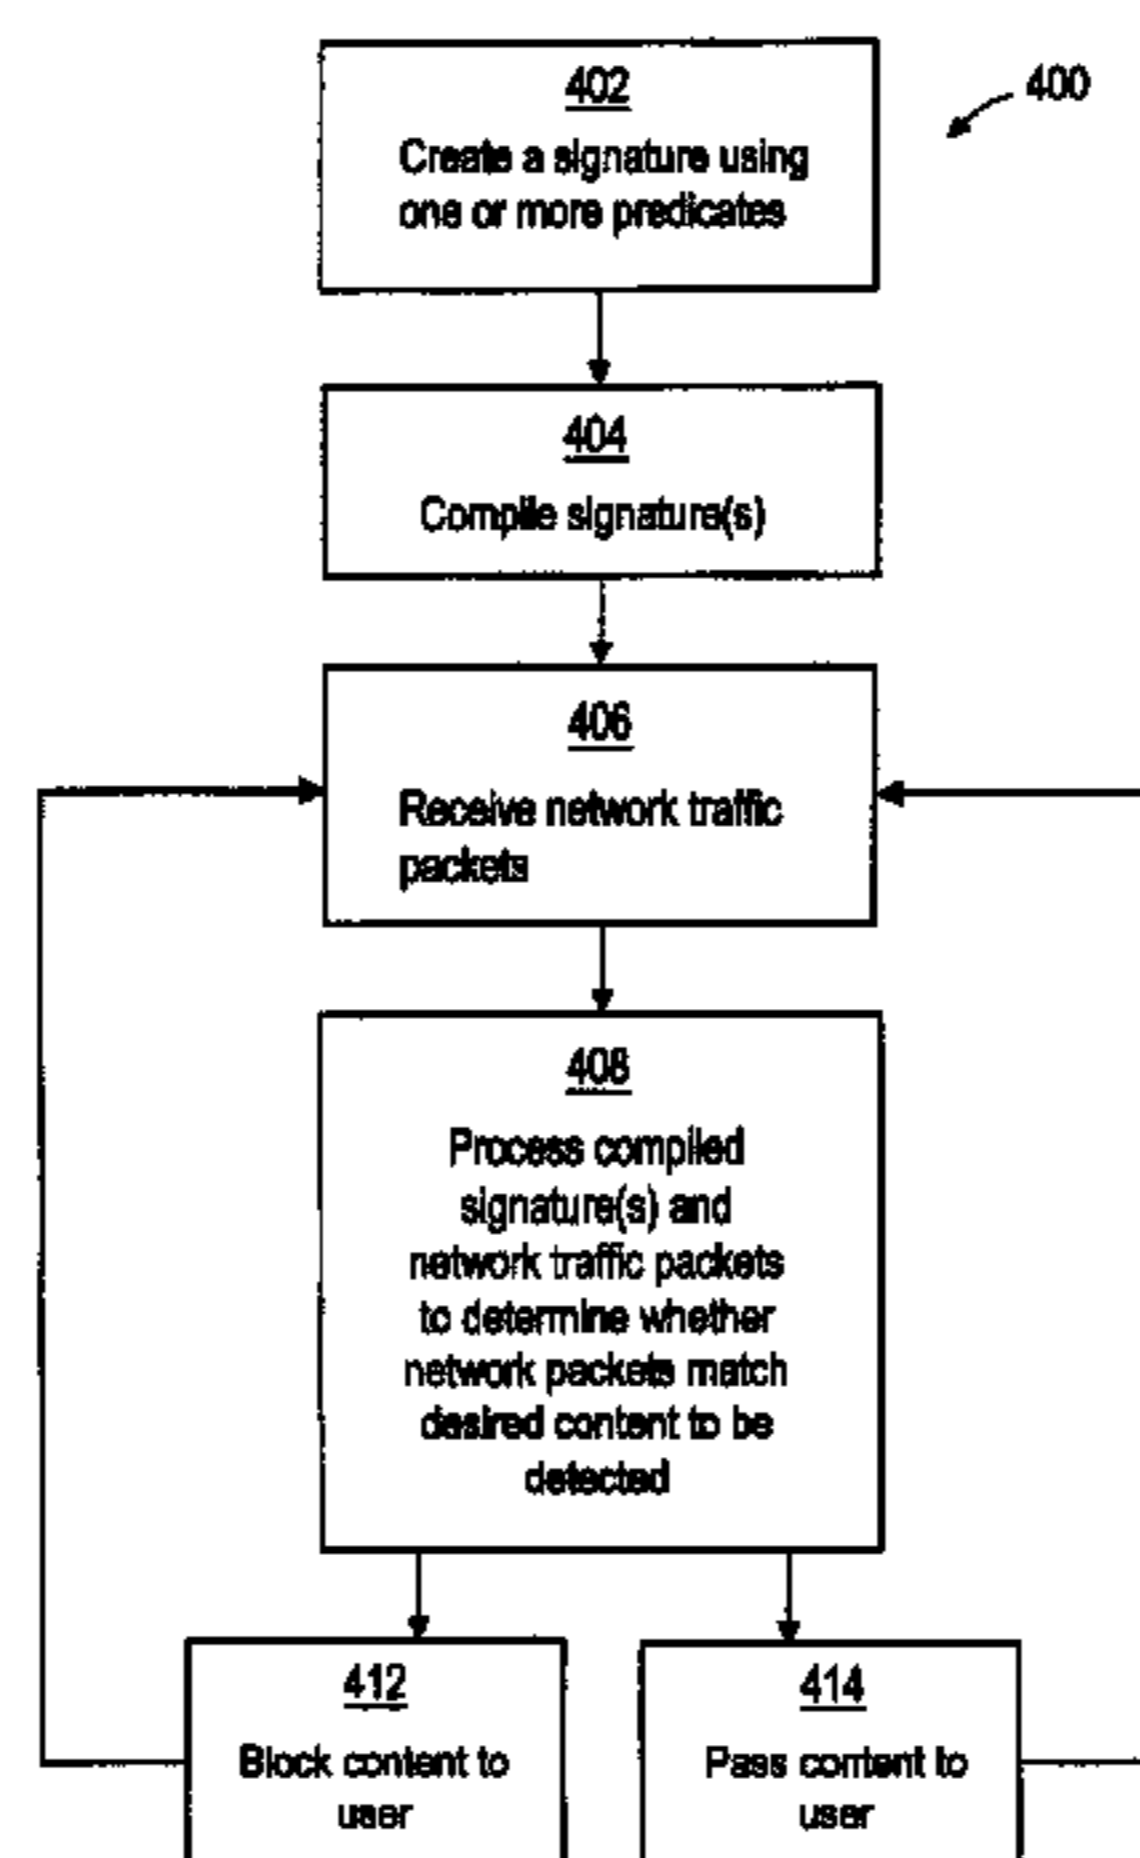 402
400
Create a signature using
one or more predicates
404
Compile signature(s)
406
Receive network traffic
packets
408
Process compiled
signature(s) and
network traffic packets
to determine whether
network packets match
desired content to be
detected
412
Block content to
user
414
Pass content to
user